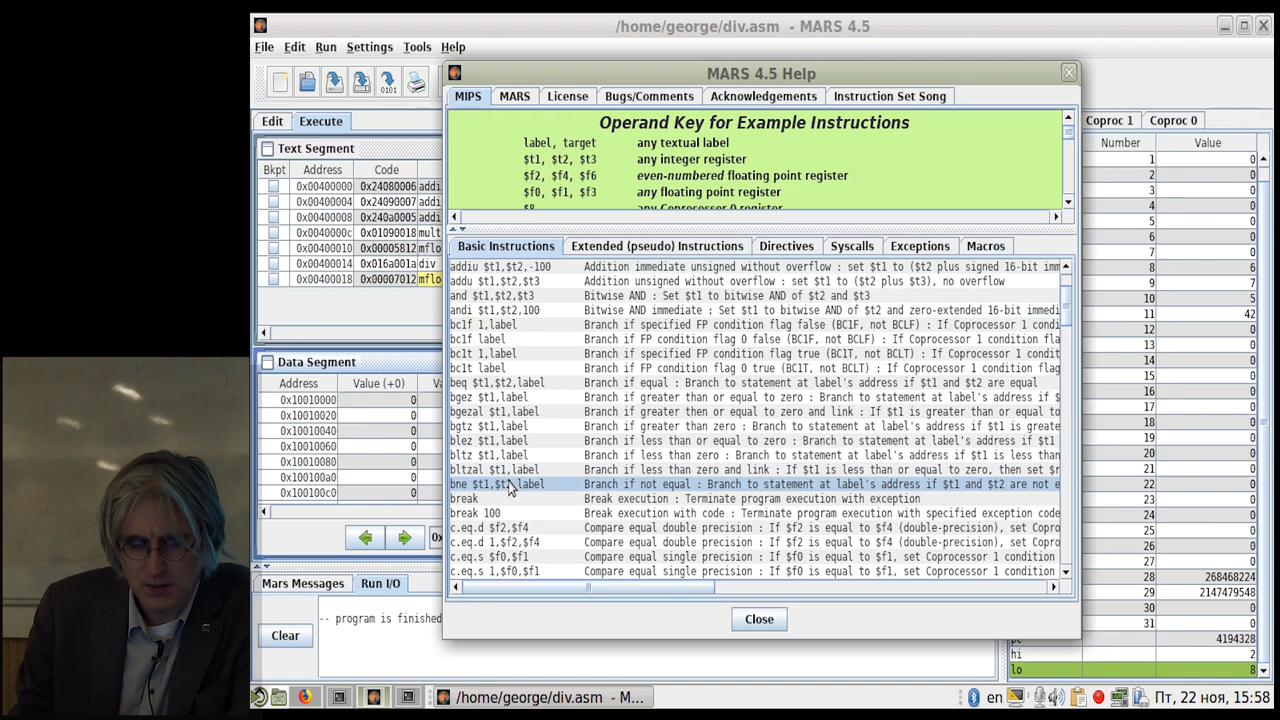 /home/george/div.asm - MARS 4.5
File Edit Run Settings Tools Help
MARS 4.5 Help
MIPS MARS License Bugs/Comments Acknowledgements Instruction Set Song
Operand Key for Example Instructions
label, target any textual label
$t1, $t2, $t3 any integer register
$f2, $f4, $f6 even-numbered floating point register
$f0, $f1, $f3 any floating point register
$8 any Coprocessor 0 register
Basic Instructions Extended (pseudo) Instructions Directives Syscalls Exceptions Macros
addiu $t1,$t2,-100 Addition immediate unsigned without overflow : set $t1 to ($t2 plus signed 16-bit imm
addu $t1,$t2,$t3 Addition unsigned without overflow : set $t1 to ($t2 plus $t3), no overflow
and $t1,$t2,$t3 Bitwise AND : Set $t1 to bitwise AND of $t2 and $t3
andi $t1,$t2,100 Bitwise AND immediate : Set $t1 to bitwise AND of $t2 and zero-extended 16-bit immedi
bc1f 1,label Branch if specified FP condition flag false (BC1F, not BCLF) : If Coprocessor 1 condi
bc1f label Branch if FP condition flag 0 false (BC1F, not BCLF) : If Coprocessor 1 condition fla
bc1t 1,label Branch if specified FP condition flag true (BC1T, not BCLT) : If Coprocessor 1 condit
bc1t label Branch if FP condition flag 0 true (BC1T, not BCLT) : If Coprocessor 1 condition flag
beq $t1,$t2,label Branch if equal : Branch to statement at label's address if $t1 and $t2 are equal
bgez $t1,label Branch if greater than or equal to zero : Branch to statement at label's address if $
bgezal $t1,label Branch if greater then or equal to zero and link : If $t1 is greater than or equal to
bgtz $t1,label Branch if greater than zero : Branch to statement at label's address if $t1 is greate
blez $t1,label Branch if less than or equal to zero : Branch to statement at label's address if $t1
bltz $t1,label Branch if less than zero : Branch to statement at label's address if $t1 is less than
bltzal $t1,label Branch if less than zero and link : If $t1 is less than or equal to zero, then set $r
bne $t1,$t2,label Branch if not equal : Branch to statement at label's address if $t1 and $t2 are not e
break Break execution : Terminate program execution with exception
break 100 Break execution with code : Terminate program execution with specified exception code
c.eq.d $f2,$f4 Compare equal double precision : If $f2 is equal to $f4 (double-precision), set Copro
c.eq.d 1,$f2,$f4 Compare equal double precision : If $f2 is equal to $f4 (double-precision), set Copro
c.eq.s $f0,$f1 Compare equal single precision : If $f0 is equal to $f1, set Coprocessor 1 condition
c.eq.s 1,$f0,$f1 Compare equal single precision : If $f0 is equal to $f1, set Coprocessor 1 condition
Close
Edit Execute
Text Segment
Bkpt Address Code
0x00400000 0x24080006 addi
0x00400004 0x24090007 addi
0x00400008 0x240a0005 addi
0x0040000c 0x01090018 mult
0x00400010 0x00005812 mflo
0x00400014 0x016a001a div
0x00400018 0x00007012 mflo
Data Segment
Address Value (+0)
0x10010000 0
0x10010020 0
0x10010040 0
0x10010060 0
0x10010080 0
0x100100a0 0
0x100100c0 0
Mars Messages Run I/O
-- program is finished
Clear
Coproc 1 Coproc 0
Number Value
1 0
2 0
3 0
4 0
5 0
6 0
7 0
8 6
9 7
10 5
11 42
12 0
13 0
14 8
15 0
16 0
17 0
18 0
19 0
20 0
21 0
22 0
23 0
24 0
25 0
26 0
27 0
28 268468224
29 2147479548
30 0
31 0
pc 4194328
hi 2
lo 8
/home/george/div.asm - M...
en
Пт, 22 ноя, 15:58